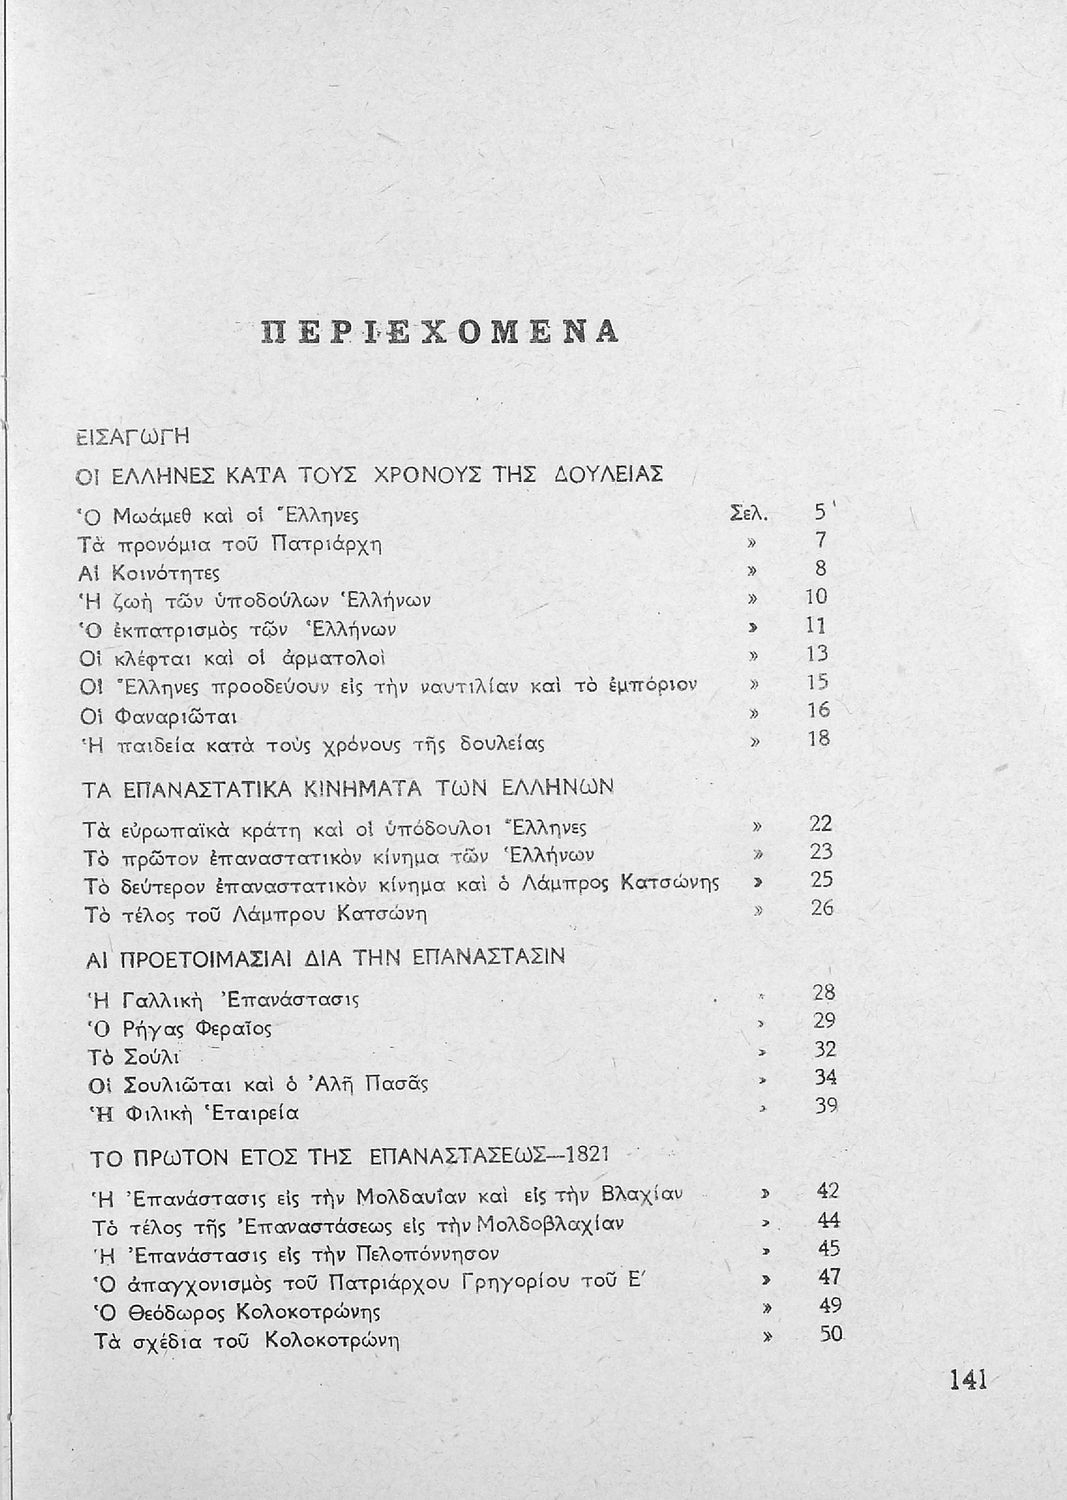 ΠΕΡΙΕΧΟΜΕΝΑ
ΕΙΣΑΓΩΓΗ
ΟΙ ΕΛΛΗΝΕΣ ΚΑΤΑ ΤΟΥΣ ΧΡΟΝΟΥΣ ΤΗΣ ΔΟΥΛΕΙΑΣ
Ὁ Μωάμεθ καὶ οἱ Ἕλληνες Σελ. 5
Τὰ προνόμια τοῦ Πατριάρχη » 7
Αἱ Κοινότητες » 8
Ἡ ζωὴ τῶν ὑποδούλων Ἑλλήνων » 10
Ὁ ἐκπατρισμὸς τῶν Ἑλλήνων » 11
Οἱ κλέφται καὶ οἱ ἁρματολοὶ » 13
Οἱ Ἕλληνες προοδεύουν εἰς τὴν ναυτιλίαν καὶ τὸ ἐμπόριον » 15
Οἱ Φαναριῶται » 16
Ἡ παιδεία κατὰ τοὺς χρόνους τῆς δουλείας » 18
ΤΑ ΕΠΑΝΑΣΤΑΤΙΚΑ ΚΙΝΗΜΑΤΑ ΤΩΝ ΕΛΛΗΝΩΝ
Τὰ εὐρωπαϊκὰ κράτη καὶ οἱ ὑπόδουλοι Ἕλληνες » 22
Τὸ πρῶτον ἐπαναστατικὸν κίνημα τῶν Ἑλλήνων » 23
Τὸ δεύτερον ἐπαναστατικὸν κίνημα καὶ ὁ Λάμπρος Κατσώνης » 25
Τὸ τέλος τοῦ Λάμπρου Κατσώνη » 26
ΑΙ ΠΡΟΕΤΟΙΜΑΣΙΑΙ ΔΙΑ ΤΗΝ ΕΠΑΝΑΣΤΑΣΙΝ
Ἡ Γαλλικὴ Ἐπανάστασις » 28
Ὁ Ρήγας Φεραῖος » 29
Τὸ Σούλι » 32
Οἱ Σουλιῶται καὶ ὁ Ἀλῆ Πασᾶς » 34
Ἡ Φιλικὴ Ἑταιρεία » 39
ΤΟ ΠΡΩΤΟΝ ΕΤΟΣ ΤΗΣ ΕΠΑΝΑΣΤΑΣΕΩΣ—1821
Ἡ Ἐπανάστασις εἰς τὴν Μολδαυΐαν καὶ εἰς τὴν Βλαχίαν » 42
Τὸ τέλος τῆς Ἐπαναστάσεως εἰς τὴν Μολδοβλαχίαν » 44
Ἡ Ἐπανάστασις εἰς τὴν Πελοπόννησον » 45
Ὁ ἀπαγχονισμὸς τοῦ Πατριάρχου Γρηγορίου τοῦ Ε′ » 47
Ὁ Θεόδωρος Κολοκοτρώνης » 49
Τὰ σχέδια τοῦ Κολοκοτρώνη » 50
141